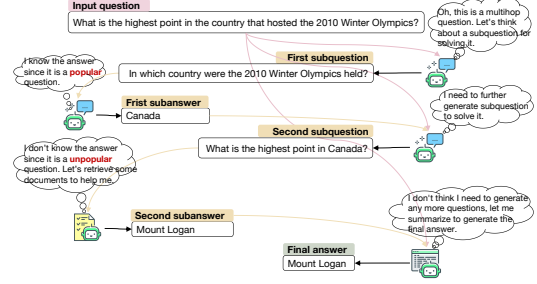 Input question
What is the highest point in the country that hosted the 2010 Winter Olympics?
Oh, this is a multihop
question. Let's think
about a subquestion for
solving it.
First subquestion
In which country were the 2010 Winter Olympics held?
I know the answer
since it is a popular
question.
First subanswer
Canada
I need to further
generate subquestion
to solve it.
Second subquestion
What is the highest point in Canada?
I don't know the answer
since it is a unpopular
question. Let's retrieve some
documents to help me.
Second subanswer
Mount Logan
I don't think I need to generate
any more questions, let me
summarize to generate the
final answer.
Final answer
Mount Logan